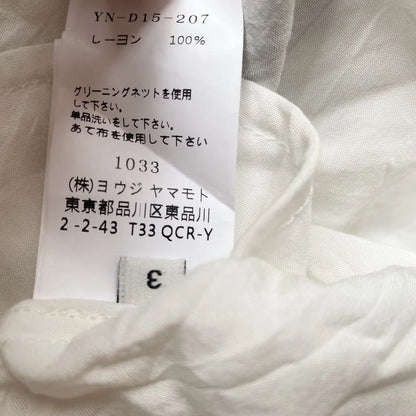 YN-D15-207
レーヨン 100%
グリーニングネットを使用
して下さい。
単品洗いをして下さい。
あて布を使用して下さい
1033
(株)ヨウジヤマモト
東京都品川区東品川
2-2-43 T33 QCR-Y
3